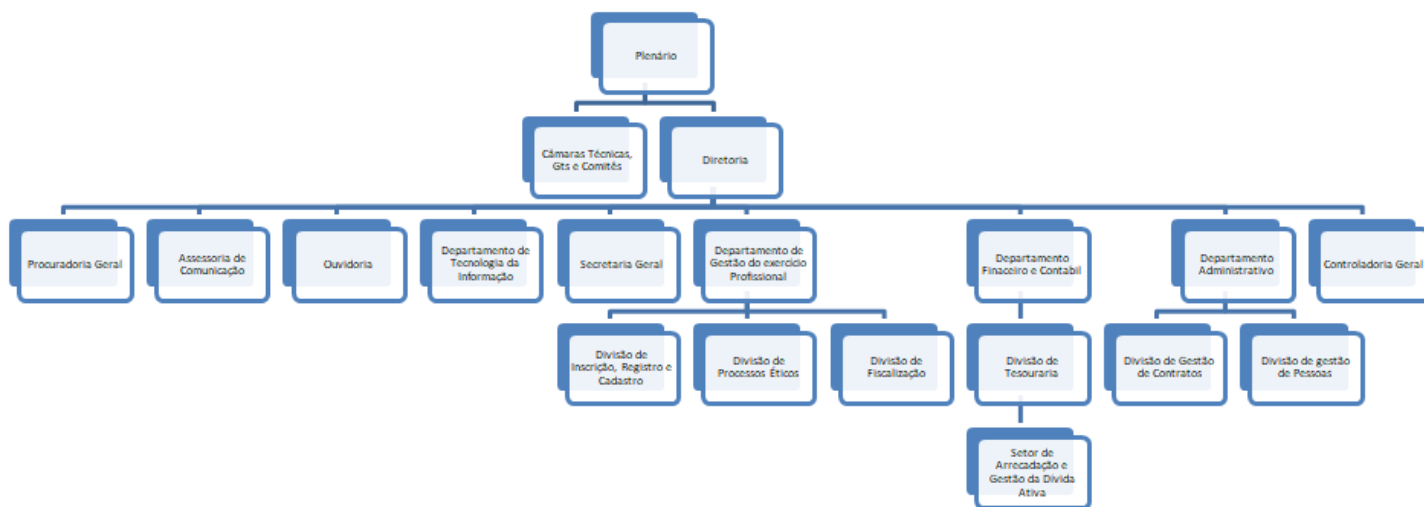 Plenário
Câmaras Técnicas,
Gts e Comitês
Diretoria
Procuradoria Geral
Assessoria de
Comunicação
Ouvidoria
Departamento de
Tecnologia da
Informação
Secretaria Geral
Departamento de
Gestão do exercício
Profissional
Departamento
Finaceiro e Contabil
Departamento
Administrativo
Controladoria Geral
Divisão de
Inscrição, Registro e
Cadastro
Divisão de
Processos Éticos
Divisão de
Fiscalização
Divisão de
Tesouraria
Divisão de Gestão
de Contratos
Divisão de gestão
de Pessoas
Setor de
Arrecadação e
Gestão da Divida
Ativa